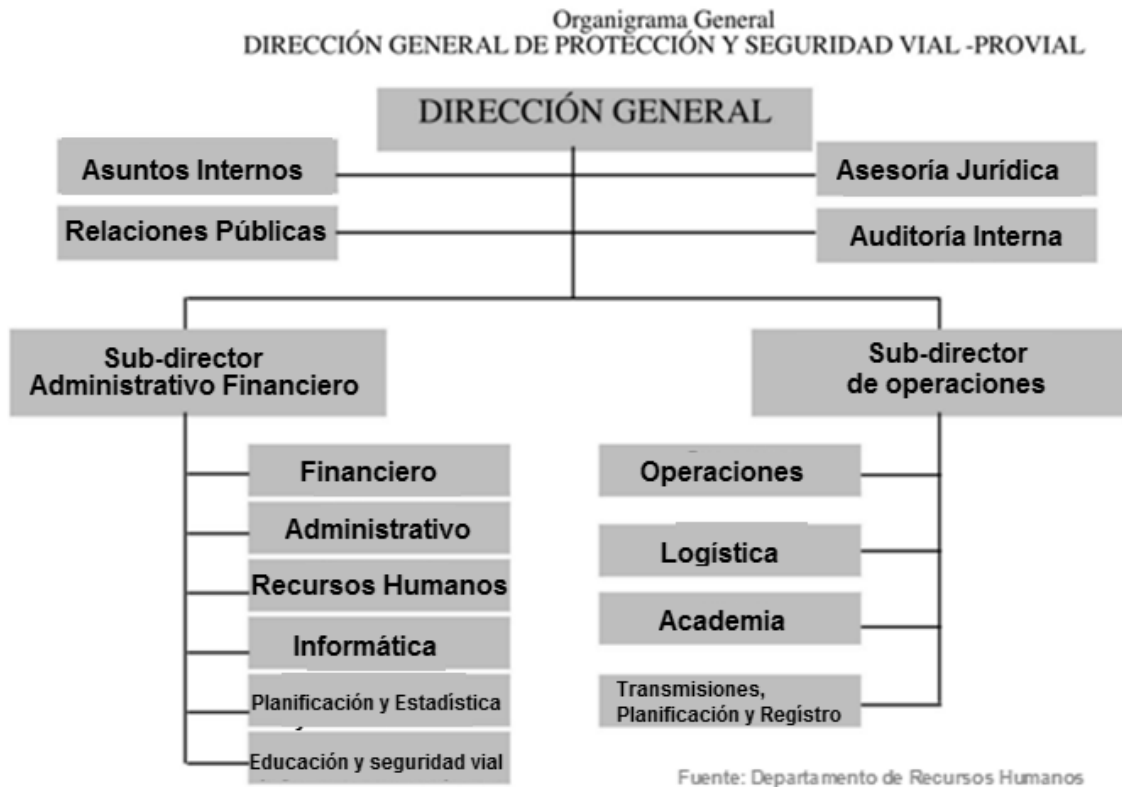 Organigrama General
DIRECCIÓN GENERAL DE PROTECCIÓN Y SEGURIDAD VIAL -PROVIAL
DIRECCIÓN GENERAL
Asuntos Internos
Asesoría Jurídica
Relaciones Públicas
Auditoría Interna
Sub-director
Administrativo Financiero
Sub-director
de operaciones
Financiero
Administrativo
Recursos Humanos
Informática
Planificación y Estadística
Educación y seguridad vial
Operaciones
Logística
Academia
Transmisiones,
Planificación y Regístro
Fuente: Departamento de Recursos Humanos